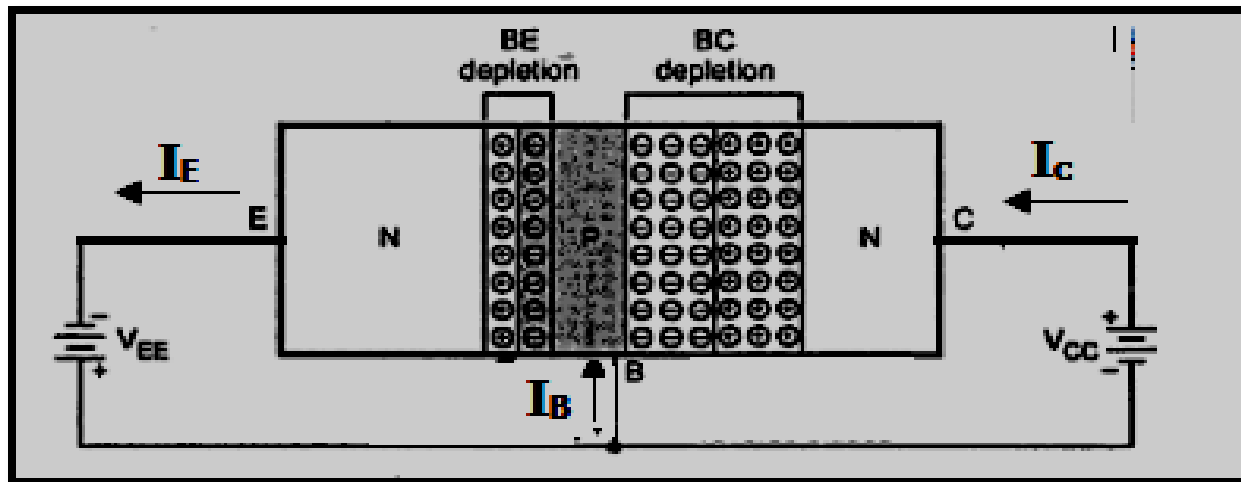 BE
depletion
BC
depletion
IE
IC
E
N
P
N
C
- VEE +
+ VCC -
IB
B